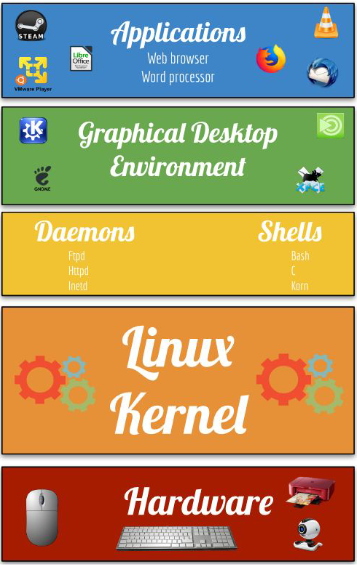 STEAM
Applications
Web browser
Word processor
Libre
Office
VMware Player
Graphical Desktop
Environment
K
GNOME
Daemons
Ftpd
Httpd
Inetd
Shells
Bash
C
Korn
Linux
Kernel
Hardware